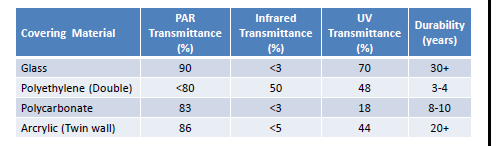 Covering Material PAR Transmittance (%) Infrared Transmittance (%) UV Transmittance (%) Durability (years)
Glass 90 <3 70 30+
Polyethylene (Double) <80 50 48 3-4
Polycarbonate 83 <3 18 8-10
Arcrylic (Twin wall) 86 <5 44 20+